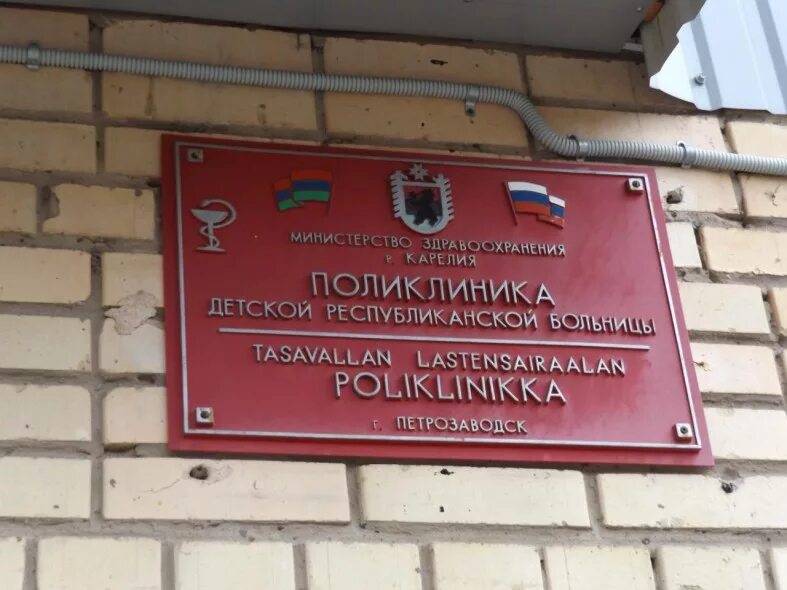 МИНИСТЕРСТВО ЗДРАВООХРАНЕНИЯ
Р. КАРЕЛИЯ
ПОЛИКЛИНИКА
ДЕТСКОЙ РЕСПУБЛИКАНСКОЙ БОЛЬНИЦЫ
TASAVALLAN LASTENSAIRAALAN
POLIKLINIKKA
Г. ПЕТРОЗАВОДСК